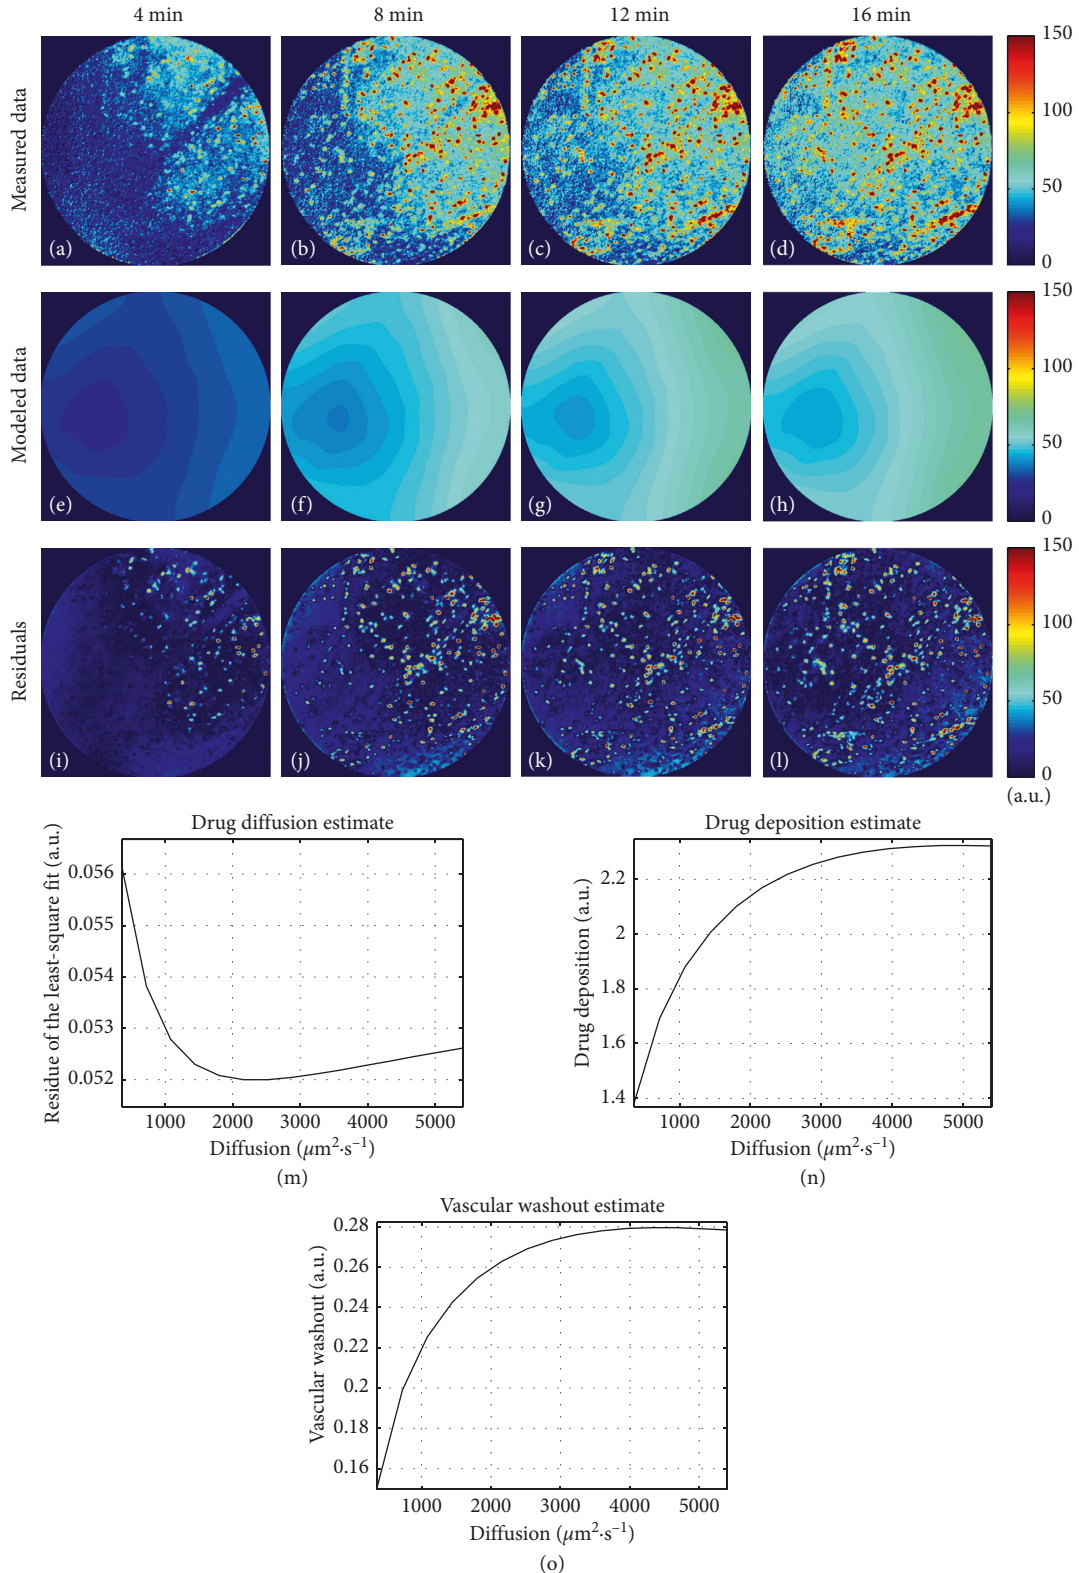 4 min 8 min 12 min 16 min
Measured data
(a) (b) (c) (d)
150
100
50
0
Modeled data
(e) (f) (g) (h)
150
100
50
0
Residuals
(i) (j) (k) (l)
150
100
50
0
(a.u.)
Drug diffusion estimate
Residue of the least-square fit (a.u.)
0.056
0.055
0.054
0.053
0.052
1000 2000 3000 4000 5000
Diffusion (μm²·s⁻¹)
(m)
Drug deposition estimate
Drug deposition (a.u.)
2.2
2
1.8
1.6
1.4
1000 2000 3000 4000 5000
Diffusion (μm²·s⁻¹)
(n)
Vascular washout estimate
Vascular washout (a.u.)
0.28
0.26
0.24
0.22
0.2
0.18
0.16
1000 2000 3000 4000 5000
Diffusion (μm²·s⁻¹)
(o)